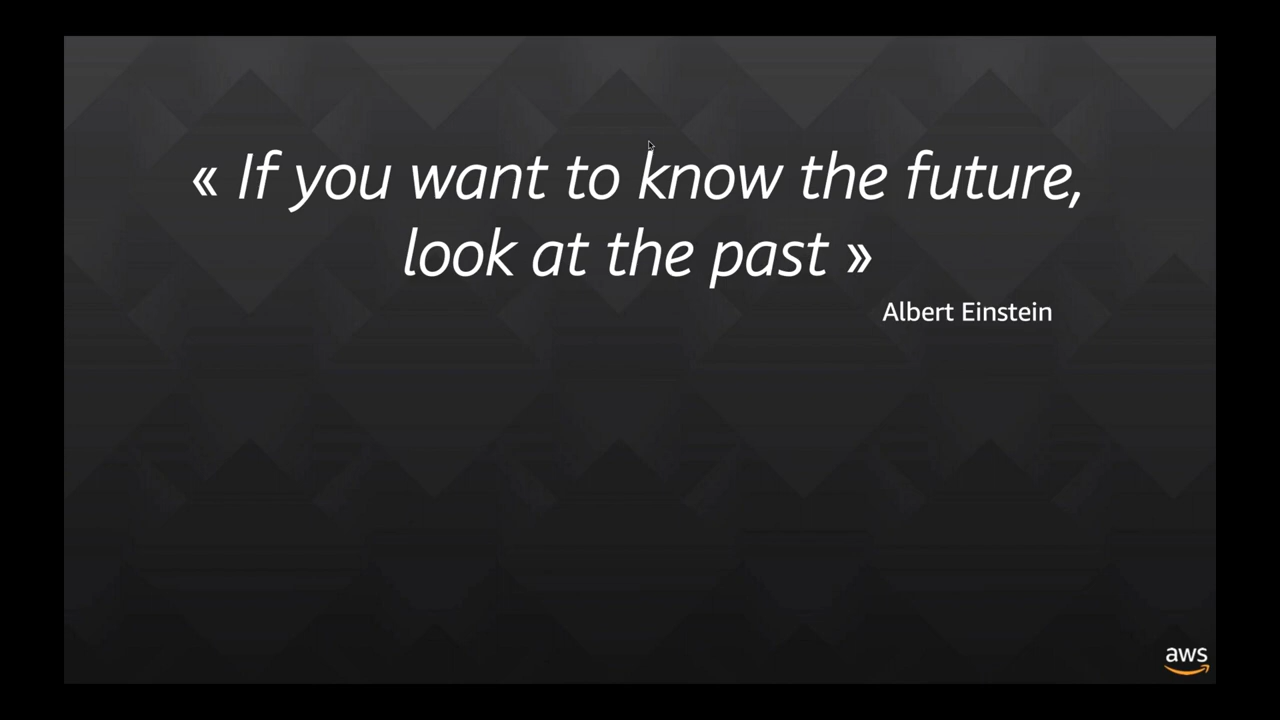 « If you want to know the future,
look at the past »
Albert Einstein
aws